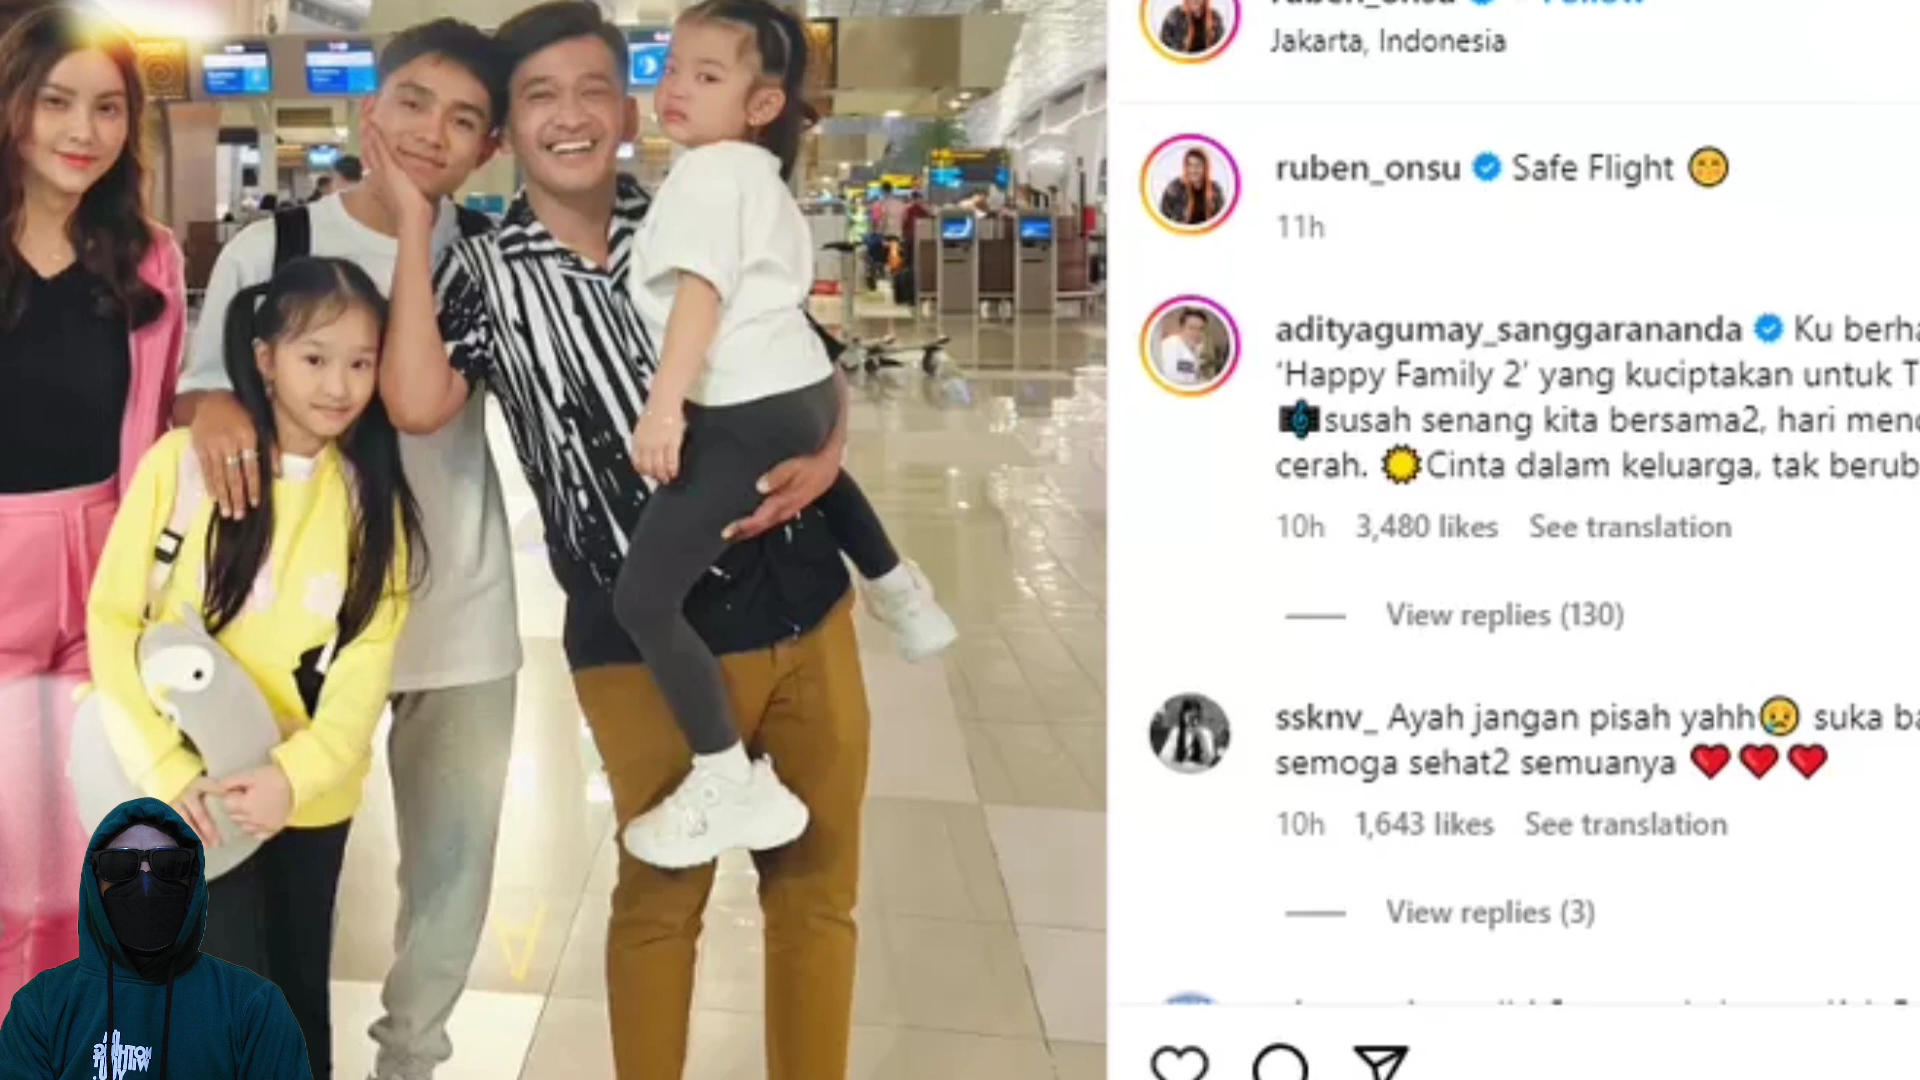 ruben_onsu Follow
Jakarta, Indonesia
ruben_onsu Safe Flight 😁
11h
adityagumay_sanggarananda Ku berha
'Happy Family 2' yang kuciptakan untuk T
🎼susah senang kita bersama2, hari
cerah. 🌞Cinta dalam keluarga, tak berub
10h 3,480 likes See translation
View replies (130)
ssknv_ Ayah jangan pisah yahh😢 suka
semoga sehat2 semuanya ❤️❤️❤️
10h 1,643 likes See translation
View replies (3)